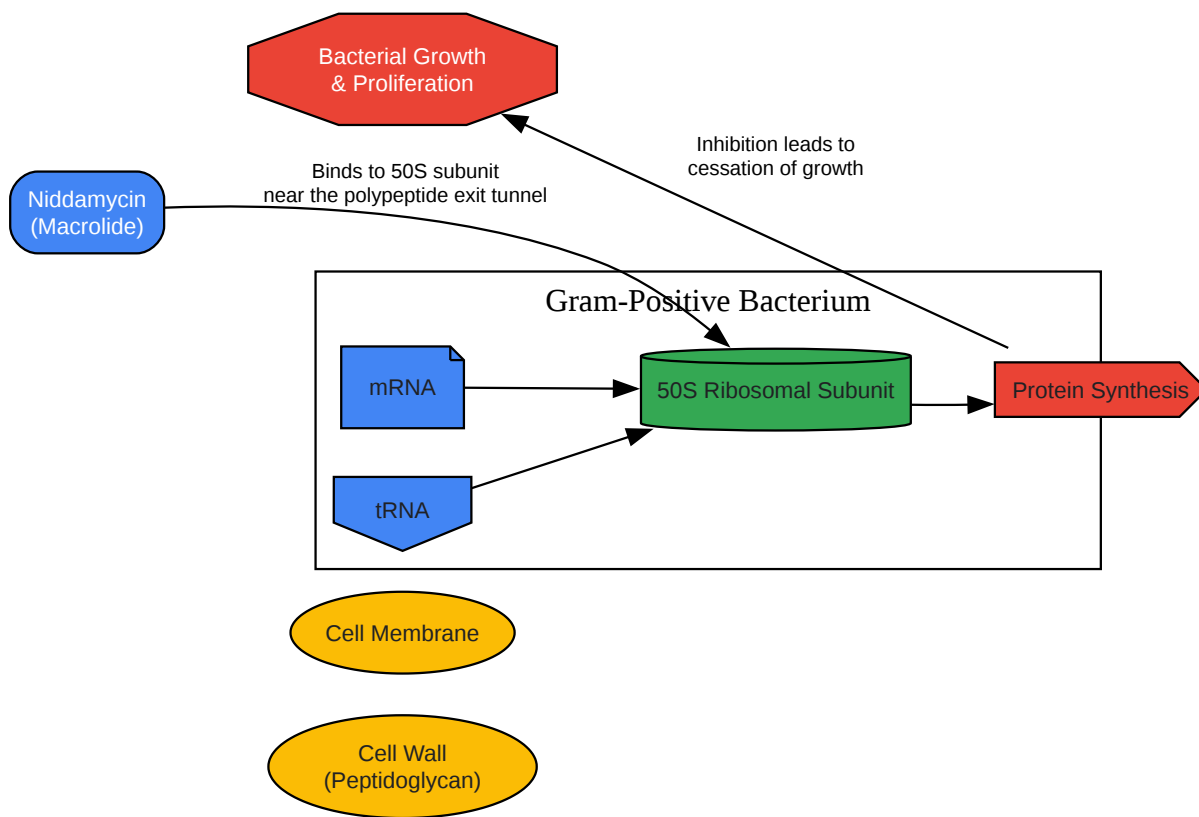 Bacterial Growth
& Proliferation
Inhibition leads to
cessation of growth
Binds to 50S subunit
near the polypeptide exit tunnel
Niddamycin
(Macrolide)
Gram-Positive Bacterium
mRNA
50S Ribosomal Subunit
Protein Synthesis
tRNA
Cell Membrane
Cell Wall
(Peptidoglycan)